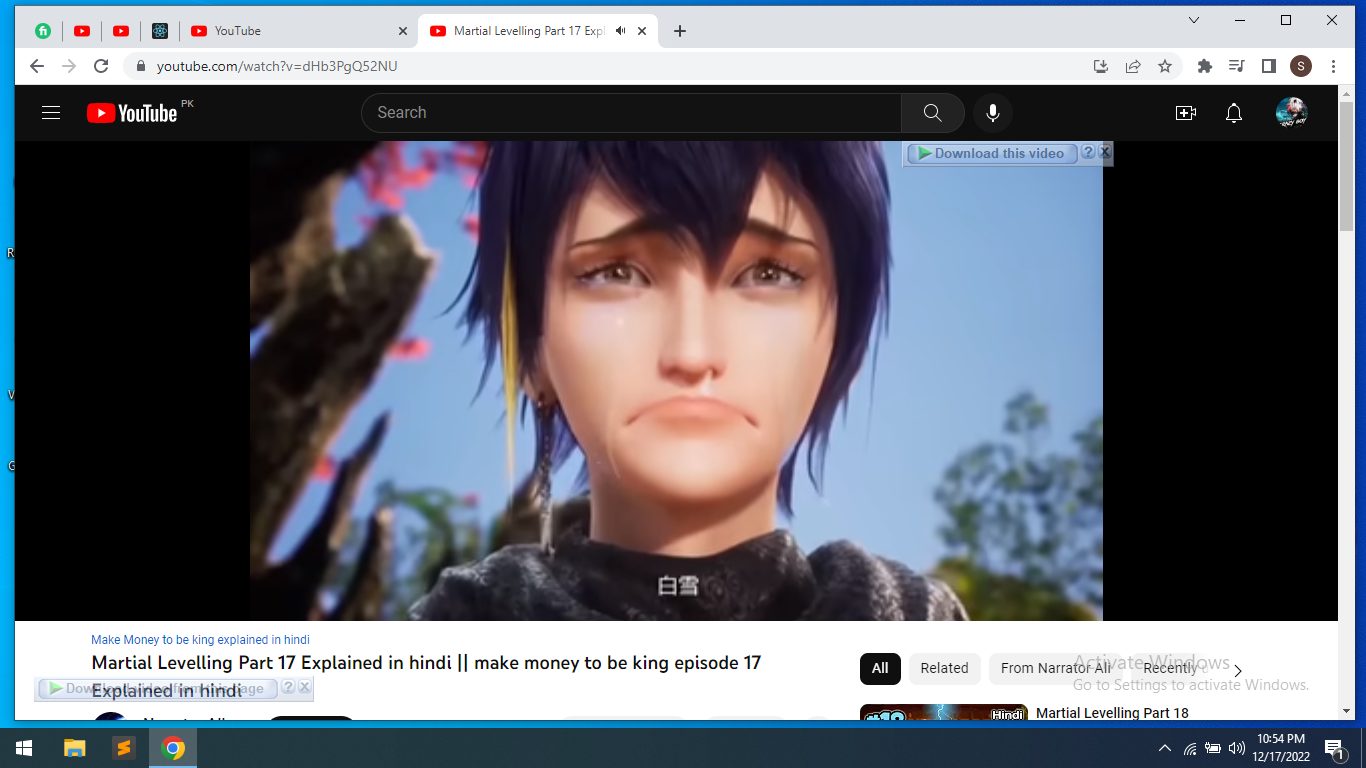 YouTube
Martial Levelling Part 17 Expl
youtube.com/watch?v=dHb3PgQ52NU
S
YouTube PK
Search
Download this video ? X
白雪
Make Money to be king explained in hindi
Martial Levelling Part 17 Explained in hindi || make money to be king episode 17
Explained in hindi
All
Related
From Narrator Ali
Recently
Activate Windows
Go to Settings to activate Windows.
#18
Hindi
Martial Levelling Part 18
10:54 PM
12/17/2022
1